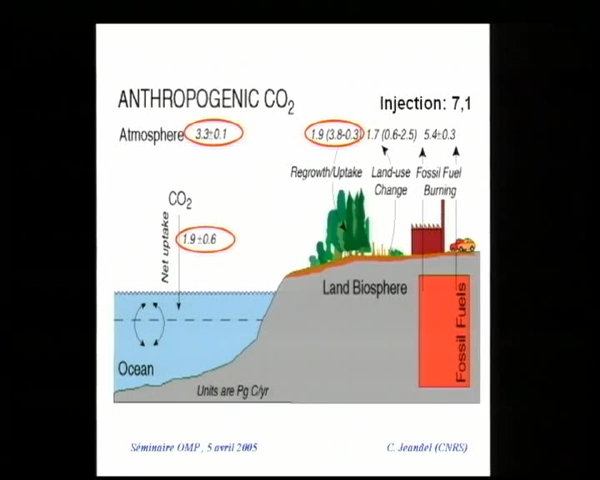 ANTHROPOGENIC CO2
Injection: 7,1
Atmosphere 3.3±0.1
1.9 (3.8-0.3) 1.7 (0.6-2.5) 5.4±0.3
Regrowth/Uptake
Land-use
Change
Fossil Fuel
Burning
CO2
Net uptake
1.9±0.6
Land Biosphere
Fossil Fuels
Ocean
Units are Pg C/yr
Séminaire OMP, 5 avril 2005
C. Jeandel (CNRS)